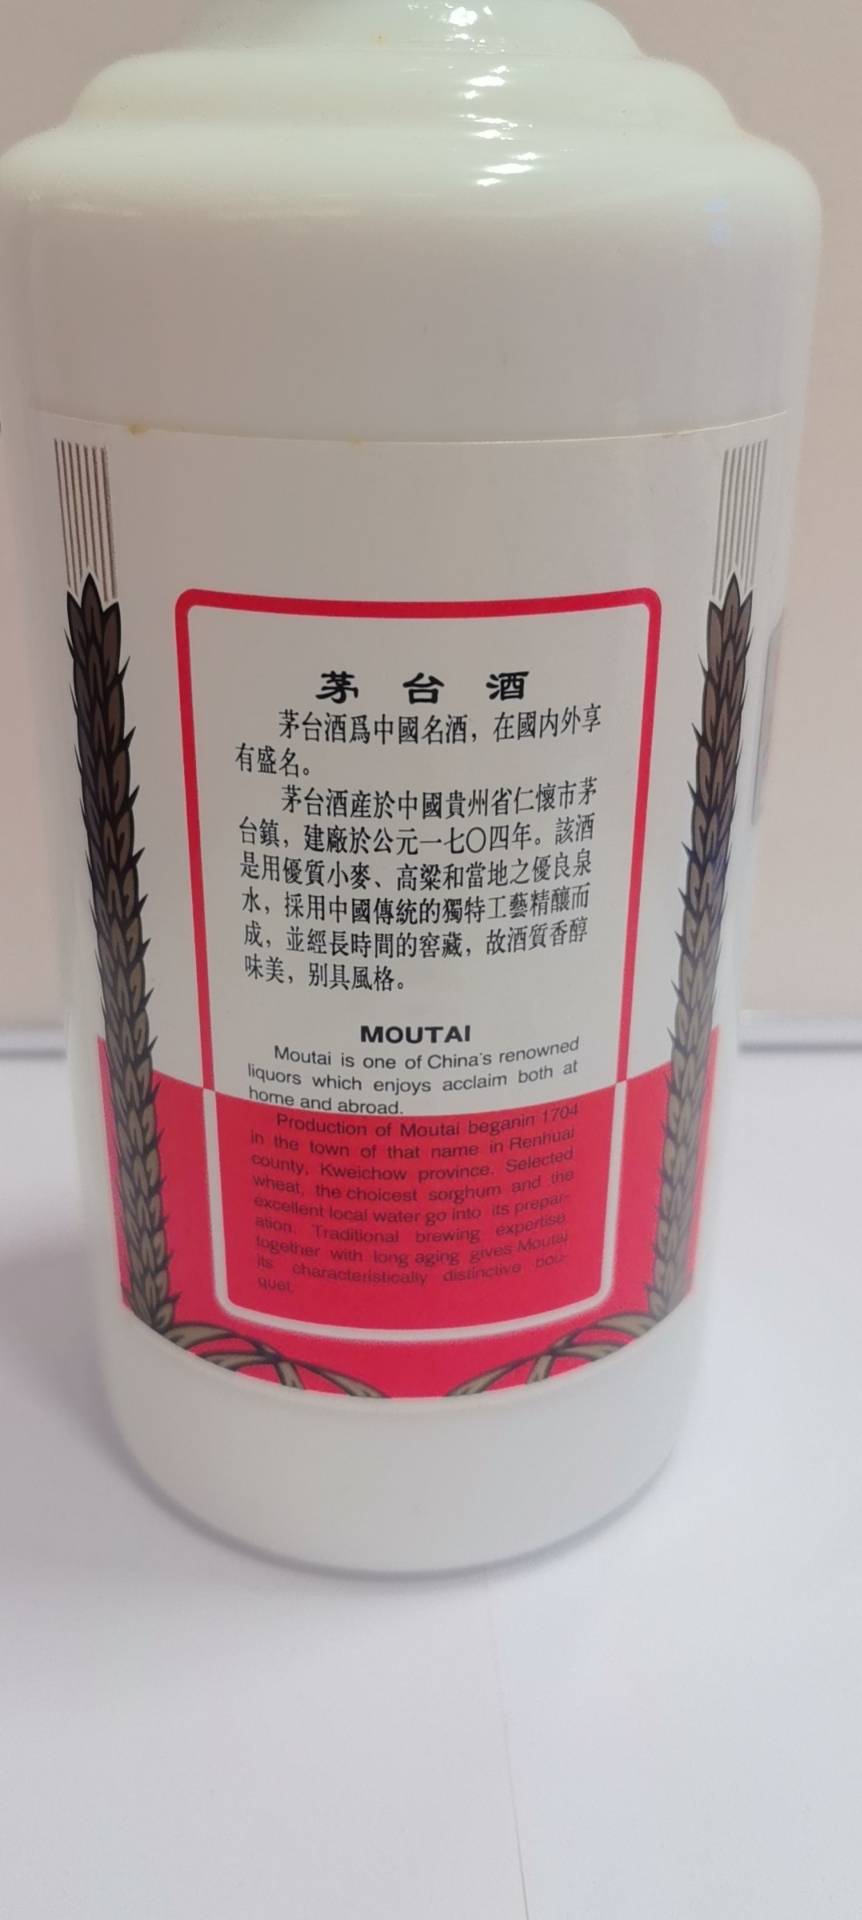 茅台酒
茅台酒爲中國名酒，在國内外享
有盛名。
茅台酒産於中國貴州省仁懷市茅
台鎮，建廠於公元一七〇四年。該酒
是用優質小麥、高粱和當地之優良泉
水，採用中國傳統的獨特工藝精釀而
成，並經長時間的窖藏，故酒質香醇
味美，别具風格。
MOUTAI
Moutai is one of China's renowned
liquors which enjoys acclaim both at
home and abroad.
Production of Moutai beganin 1704
in the town of that name in Renhuai
county, Kweichow province. Selected
wheat, the choicest sorghum and the
excellent local water go into its prepar-
ation. Traditional brewing expertise
together with long aging gives Moutai
its characteristically distinctive bou-
quet.